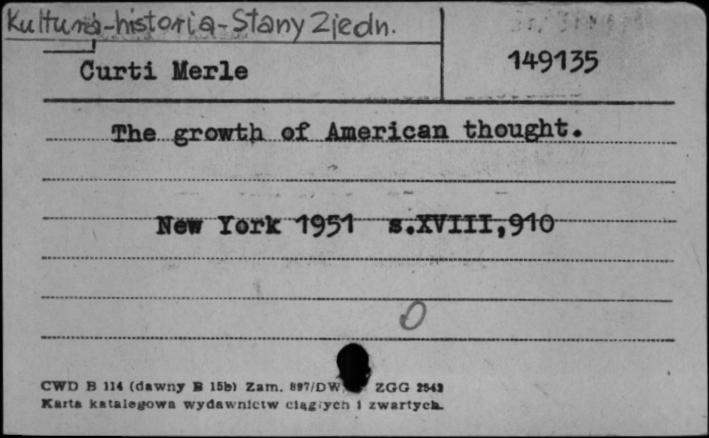 Kultura-historia-Stany Zjedn.
Curti Merle
149135
The growth of American thought.
New York 1951 s.XVIII,910
0
CWD B 114 (dawny B 15b) Zam. 897/DW ZGG 2543
Karta katalogowa wydawnictw ciągłych i zwartych.